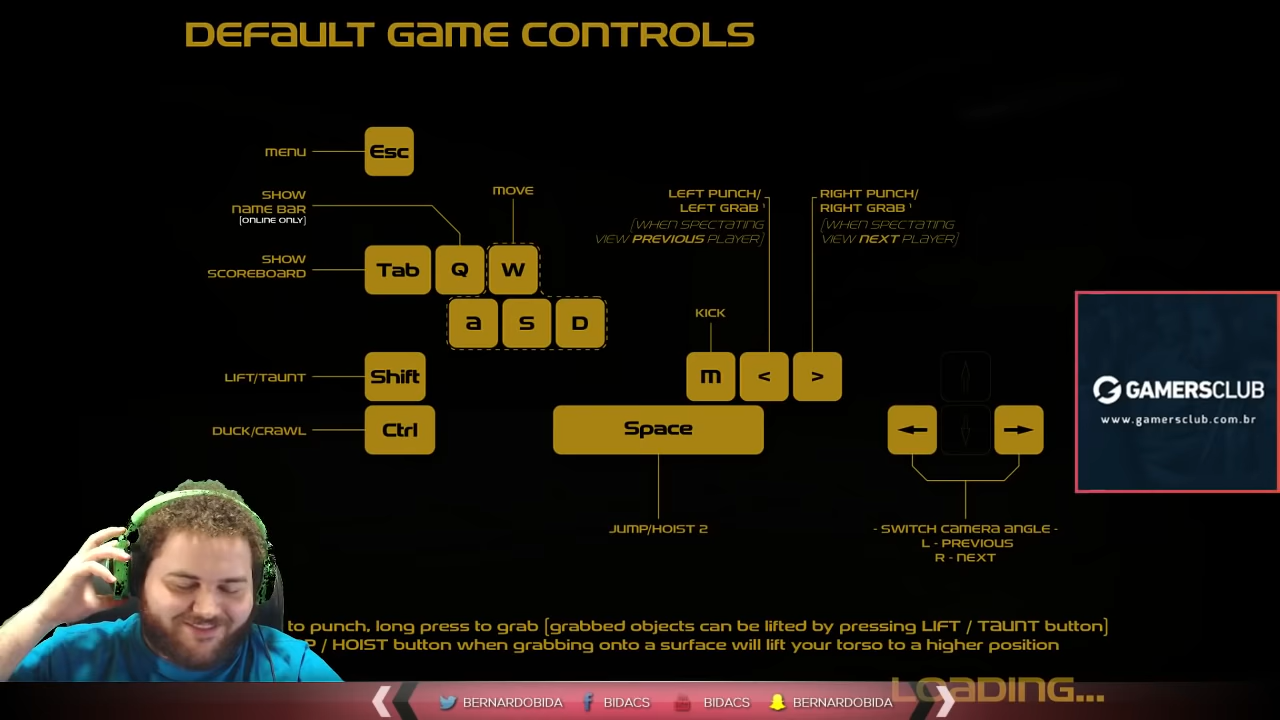 DEFAULT GAME CONTROLS
MENU
Esc
SHOW
NAME BAR
[ONLINE ONLY]
MOVE
LEFT PUNCH/
LEFT GRAB ¹
[WHEN SPECTATING
VIEW PREVIOUS PLAYER]
RIGHT PUNCH/
RIGHT GRAB ¹
[WHEN SPECTATING
VIEW NEXT PLAYER]
SHOW
SCOREBOARD
Tab
Q
W
A
S
D
KICK
LIFT/TAUNT
Shift
M
<
>
DUCK/CRAWL
Ctrl
Space
JUMP/HOIST 2
- SWITCH CAMERA ANGLE -
L - PREVIOUS
R - NEXT
GAMERSCLUB
www.gamersclub.com.br
to punch, long press to grab [grabbed objects can be lifted by pressing LIFT / TAUNT button]
/ HOIST button when grabbing onto a surface will lift your torso to a higher position
LOADING...
BERNARDOBIDA
BIDACS
BIDACS
BERNARDOBIDA